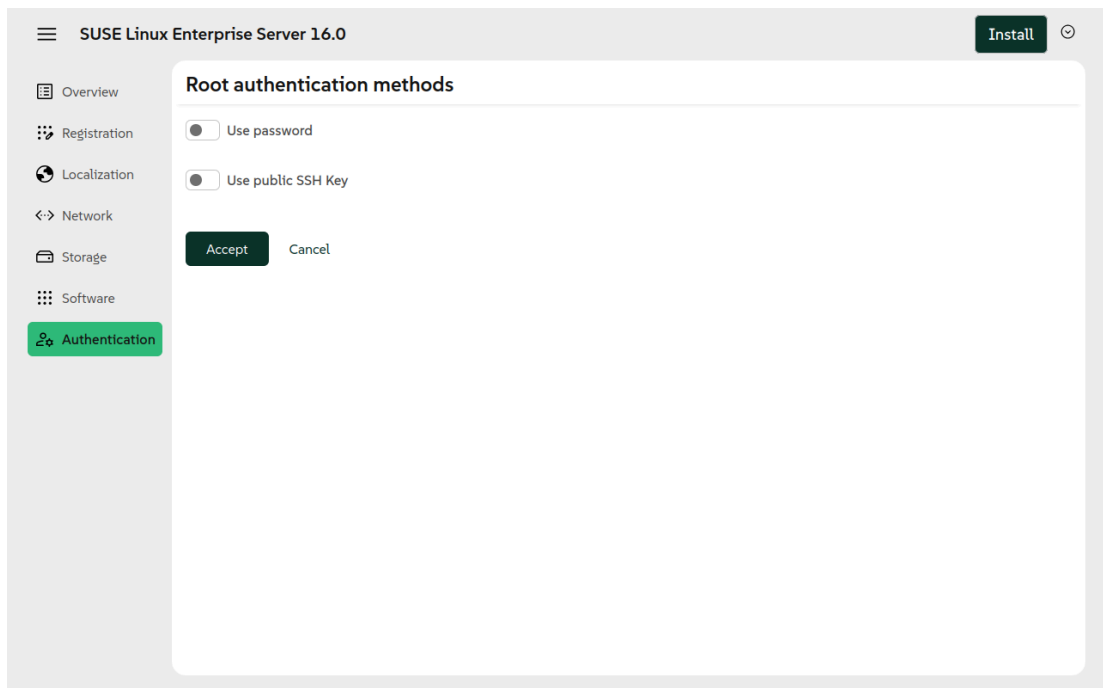 SUSE Linux Enterprise Server 16.0
Install
Overview
Registration
Localization
Network
Storage
Software
Authentication
Root authentication methods
Use password
Use public SSH Key
Accept
Cancel